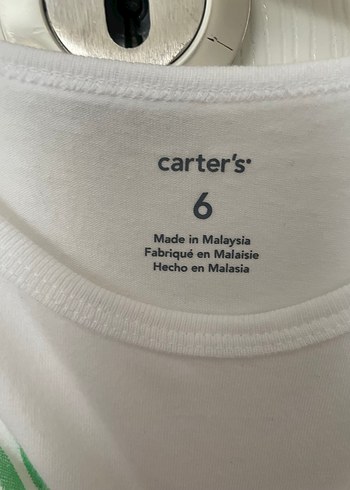 carter's
6
Made in Malaysia
Fabriqué en Malaisie
Hecho en Malasia